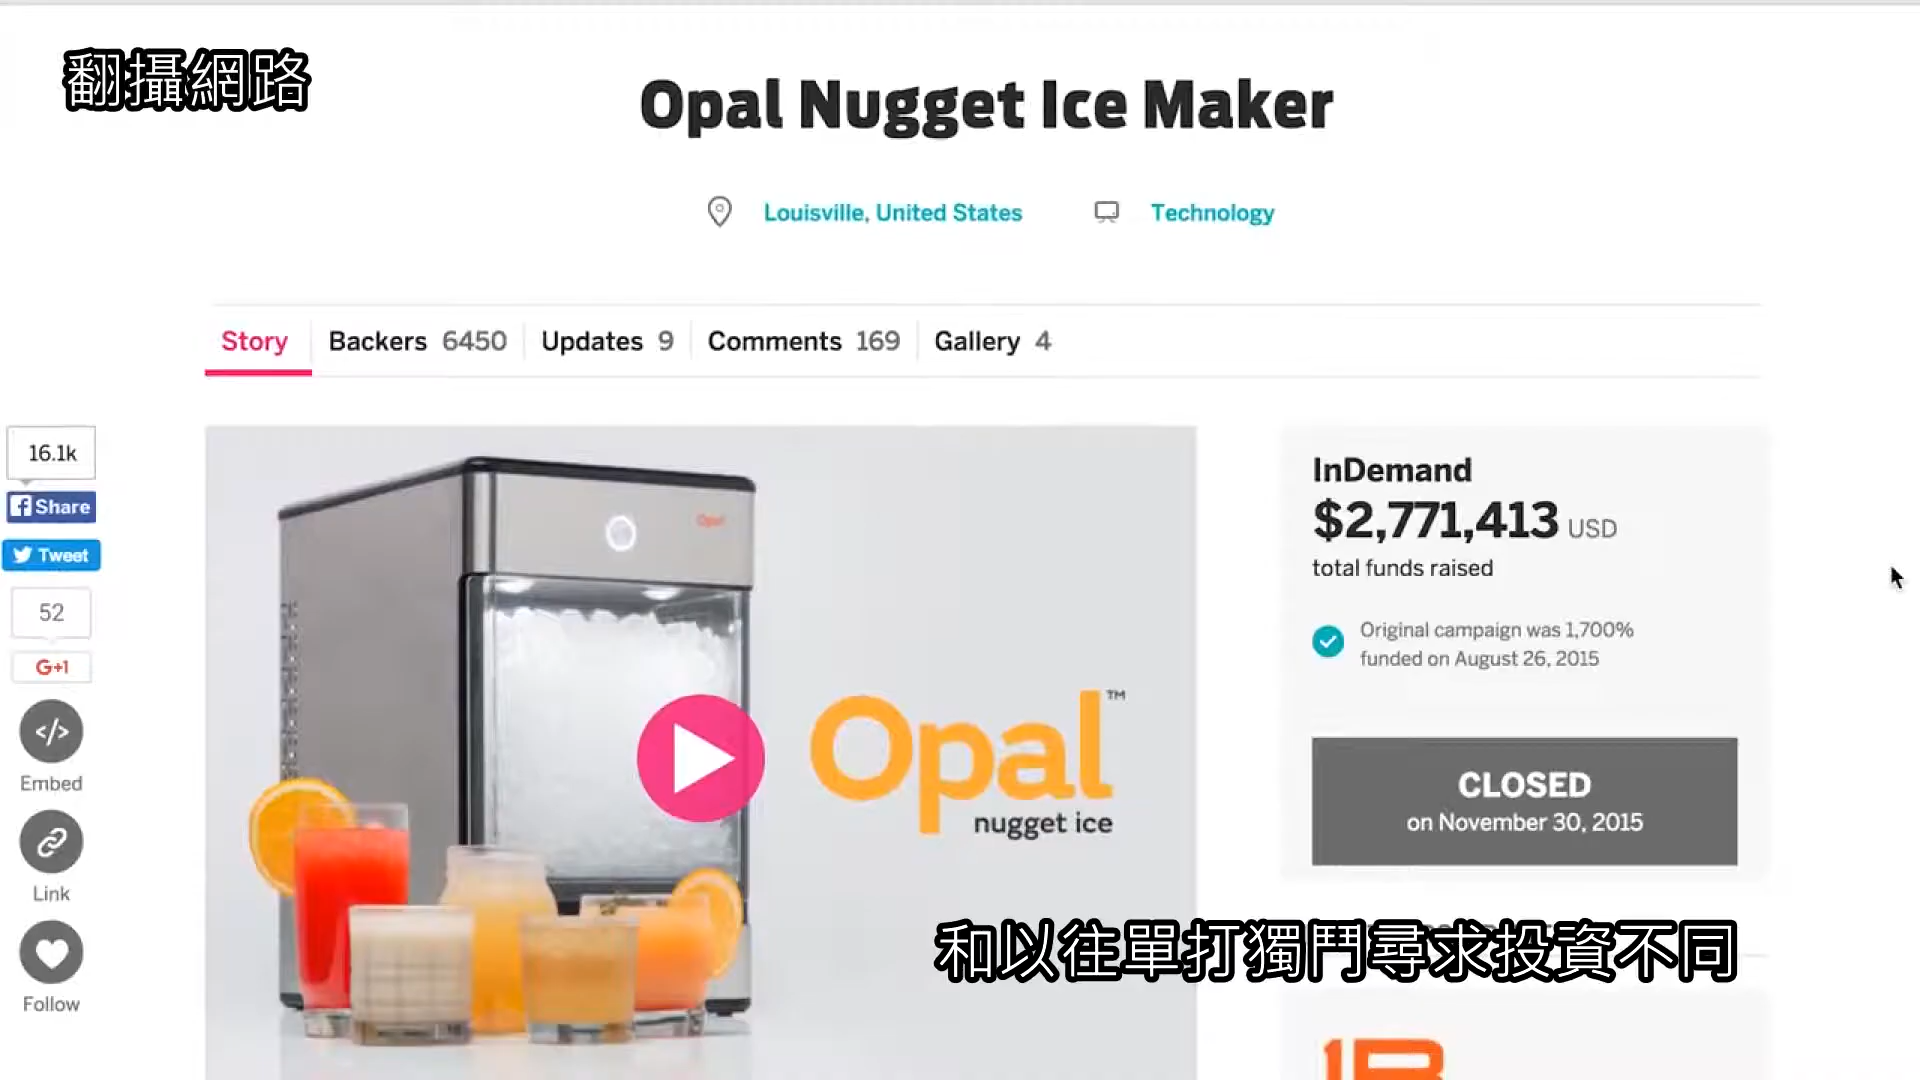 翻攝網路
Opal Nugget Ice Maker
Louisville, United States
Technology
Story
Backers 6450
Updates 9
Comments 169
Gallery 4
16.1k
Share
Tweet
52
G+1
</>
Embed
Link
Follow
Opal
Opal™
nugget ice
InDemand
$2,771,413 USD
total funds raised
Original campaign was 1,700%
funded on August 26, 2015
CLOSED
on November 30, 2015
和以往單打獨鬥尋求投資不同